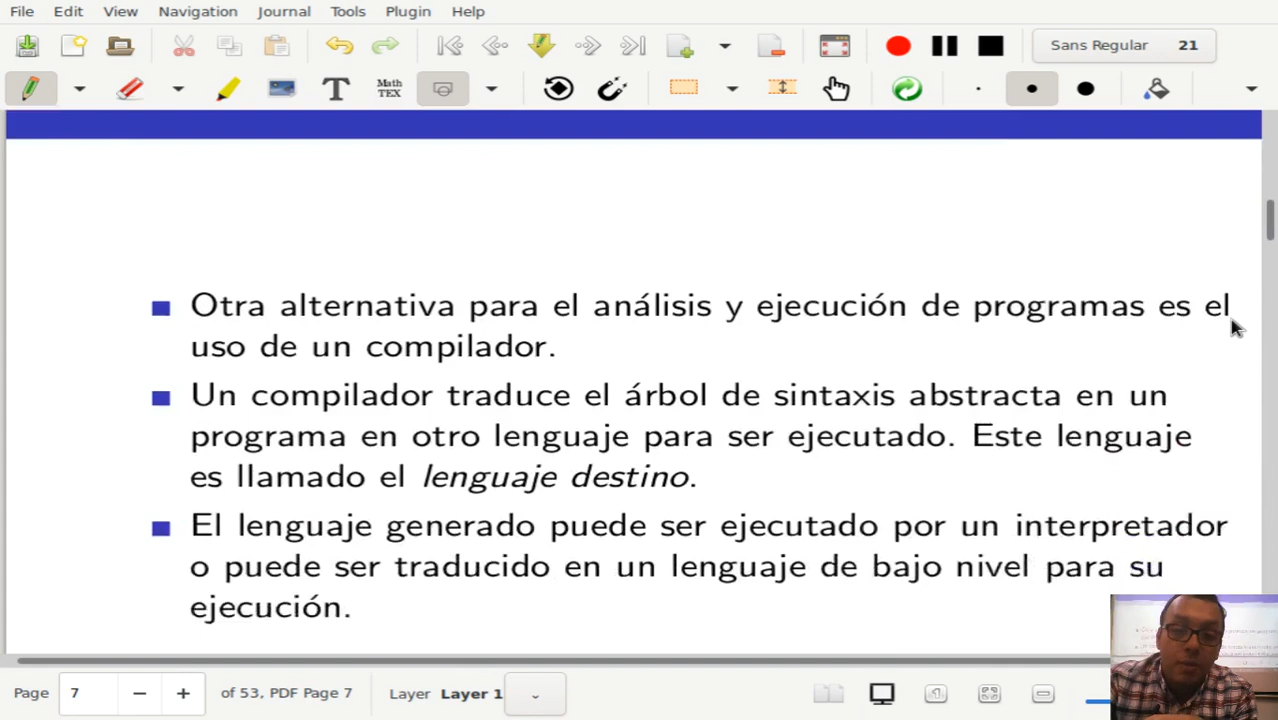 File Edit View Navigation Journal Tools Plugin Help
Sans Regular 21
T Math TEX
Otra alternativa para el análisis y ejecución de programas es el
uso de un compilador.
Un compilador traduce el árbol de sintaxis abstracta en un
programa en otro lenguaje para ser ejecutado. Este lenguaje
es llamado el lenguaje destino.
El lenguaje generado puede ser ejecutado por un interpretador
o puede ser traducido en un lenguaje de bajo nivel para su
ejecución.
Page 7 of 53, PDF Page 7 Layer Layer 1